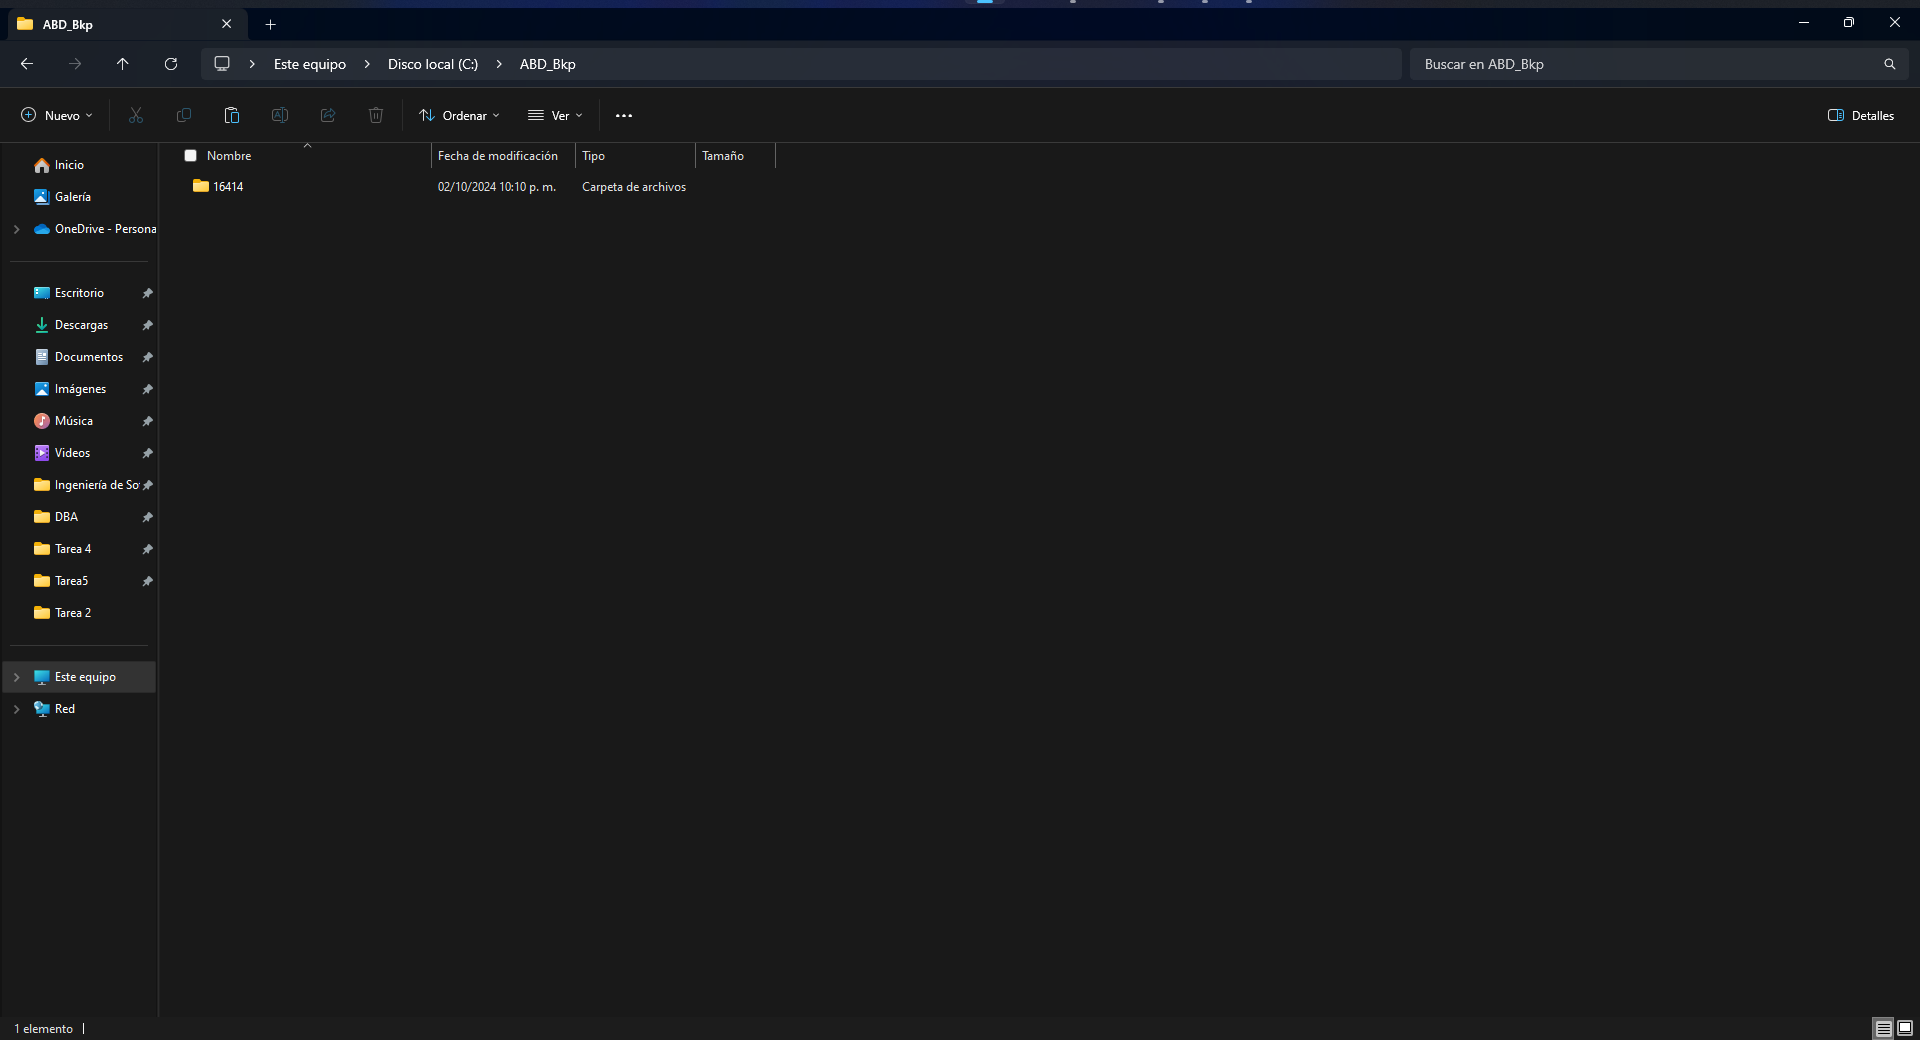 ABD_Bkp
Este equipo
Disco local (C:)
ABD_Bkp
Buscar en ABD_Bkp
Nuevo
Ordenar
Ver
Detalles
Nombre
Fecha de modificación
Tipo
Tamaño
16414
02/10/2024 10:10 p. m.
Carpeta de archivos
Inicio
Galería
OneDrive - Persona
Escritorio
Descargas
Documentos
Imágenes
Música
Videos
Ingeniería de So
DBA
Tarea 4
Tarea5
Tarea 2
Este equipo
Red
1 elemento